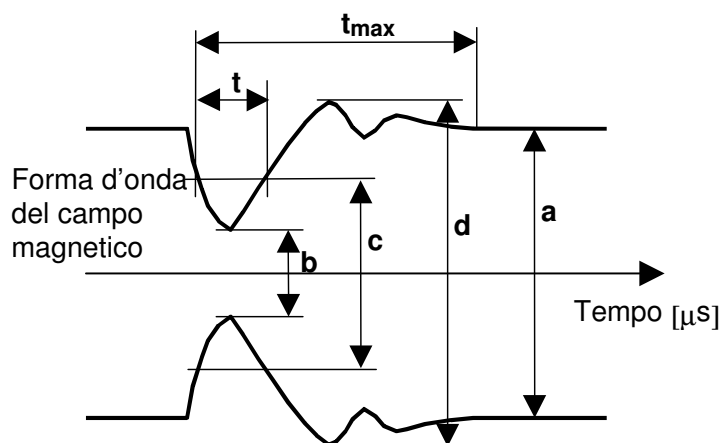 tmax
t
Forma d'onda
del campo
magnetico
a
b
c
d
Tempo [μs]